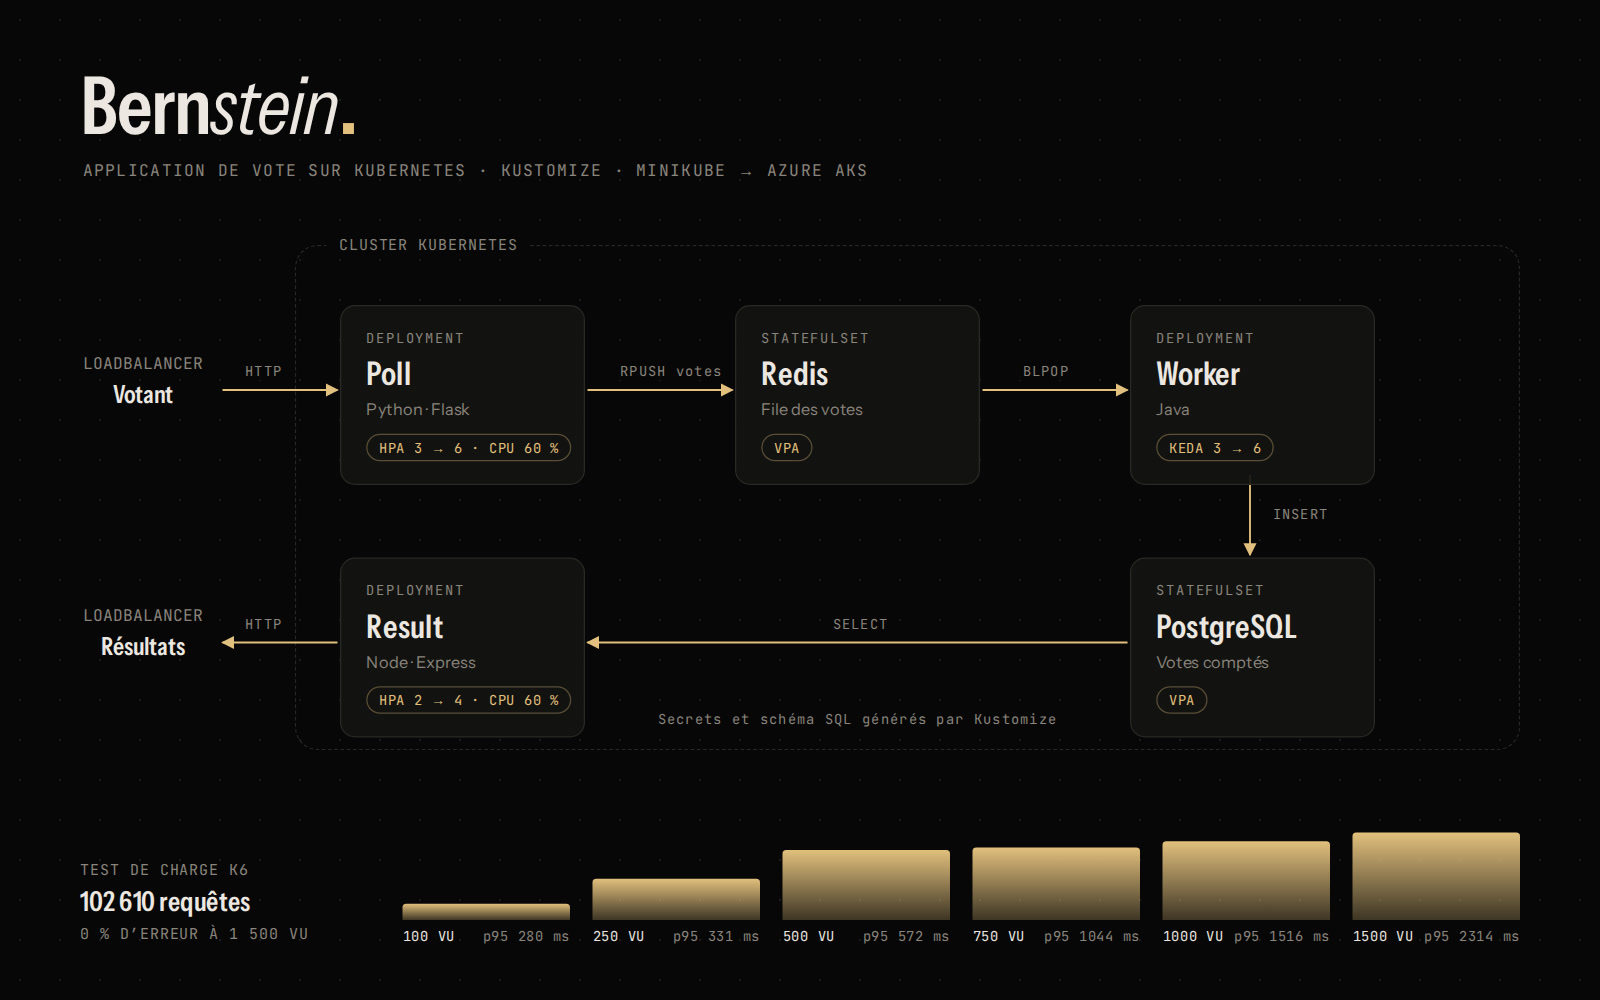 Bernstein.
APPLICATION DE VOTE SUR KUBERNETES · KUSTOMIZE · MINIKUBE → AZURE AKS
CLUSTER KUBERNETES
LOADBALANCER
Votant
HTTP
DEPLOYMENT
Poll
Python·Flask
HPA 3 → 6 · CPU 60 %
RPUSH votes
STATEFULSET
Redis
File des votes
VPA
BLPOP
DEPLOYMENT
Worker
Java
KEDA 3 → 6
INSERT
LOADBALANCER
Résultats
HTTP
DEPLOYMENT
Result
Node·Express
HPA 2 → 4 · CPU 60 %
SELECT
STATEFULSET
PostgreSQL
Votes comptés
VPA
Secrets et schéma SQL générés par Kustomize
TEST DE CHARGE K6
102 610 requêtes
0 % D’ERREUR À 1 500 VU
100 VU p95 280 ms
250 VU p95 331 ms
500 VU p95 572 ms
750 VU p95 1044 ms
1000 VU p95 1516 ms
1500 VU p95 2314 ms